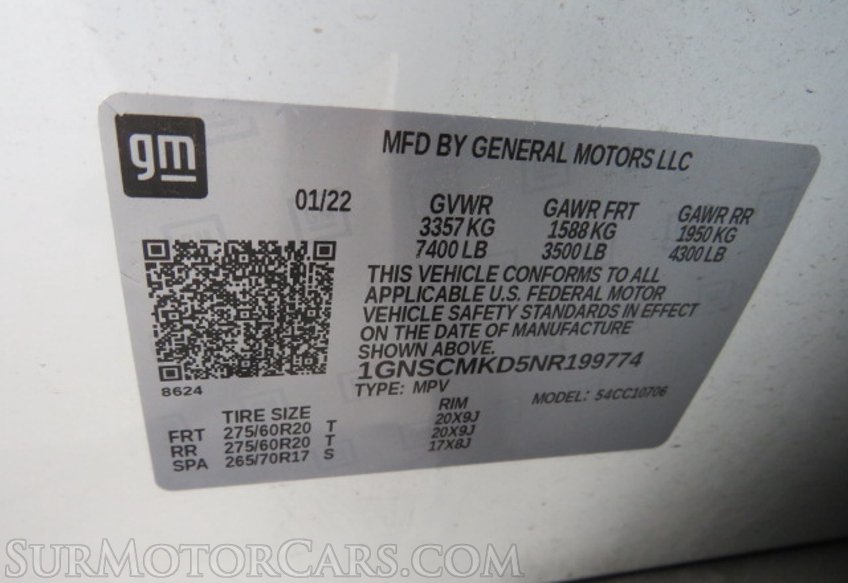 gm
MFD BY GENERAL MOTORS LLC
01/22 GVWR GAWR FRT GAWR RR
3357 KG 1588 KG 1950 KG
7400 LB 3500 LB 4300 LB
THIS VEHICLE CONFORMS TO ALL
APPLICABLE U.S. FEDERAL MOTOR
VEHICLE SAFETY STANDARDS IN EFFECT
ON THE DATE OF MANUFACTURE
SHOWN ABOVE.
1GNSCMKD5NR199774
8624
TYPE: MPV MODEL: 54CC10706
TIRE SIZE RIM
FRT 275/60R20 T 20X9J
RR 275/60R20 T 20X9J
SPA 265/70R17 S 17X8J
SURMOTORCARS.COM